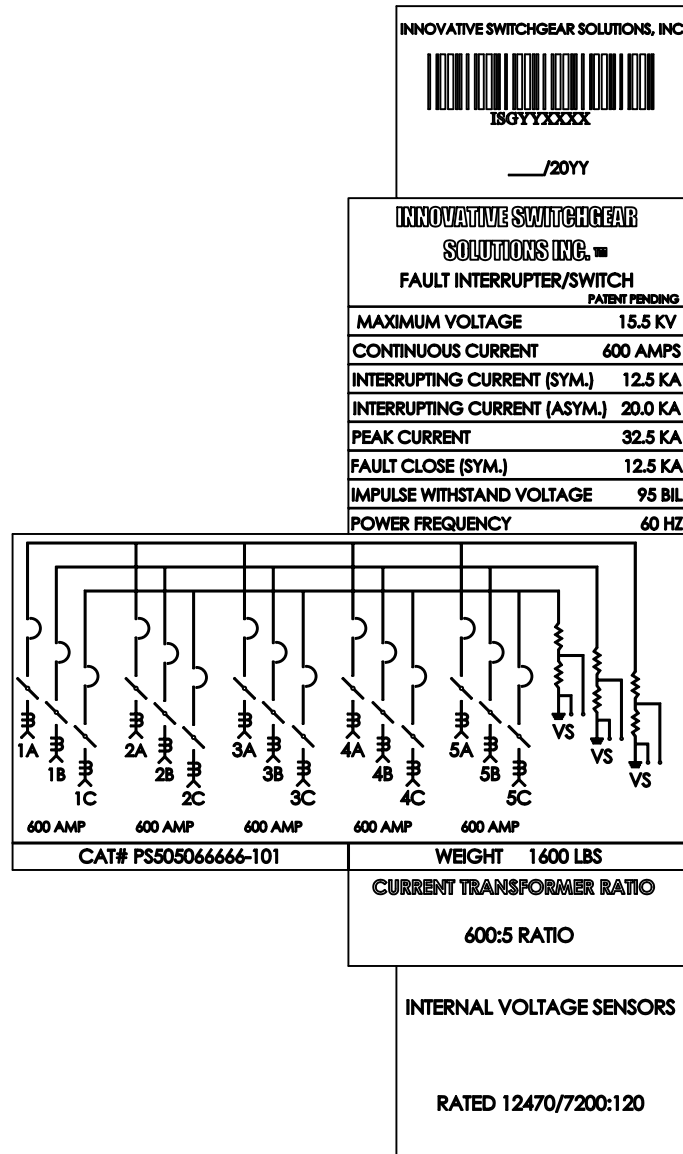 INNOVATIVE SWITCHGEAR SOLUTIONS, INC
ISGYYXXXX
____/20YY
INNOVATIVE SWITCHGEAR
SOLUTIONS INC. ™
FAULT INTERRUPTER/SWITCH
PATENT PENDING
MAXIMUM VOLTAGE 15.5 KV
CONTINUOUS CURRENT 600 AMPS
INTERRUPTING CURRENT (SYM.) 12.5 KA
INTERRUPTING CURRENT (ASYM.) 20.0 KA
PEAK CURRENT 32.5 KA
FAULT CLOSE (SYM.) 12.5 KA
IMPULSE WITHSTAND VOLTAGE 95 BIL
POWER FREQUENCY 60 HZ
1A 2A 3A 4A 5A VS
1B 2B 3B 4B 5B VS
1C 2C 3C 4C 5C VS
600 AMP 600 AMP 600 AMP 600 AMP 600 AMP
CAT# PS505066666-101 WEIGHT 1600 LBS
CURRENT TRANSFORMER RATIO
600:5 RATIO
INTERNAL VOLTAGE SENSORS
RATED 12470/7200:120